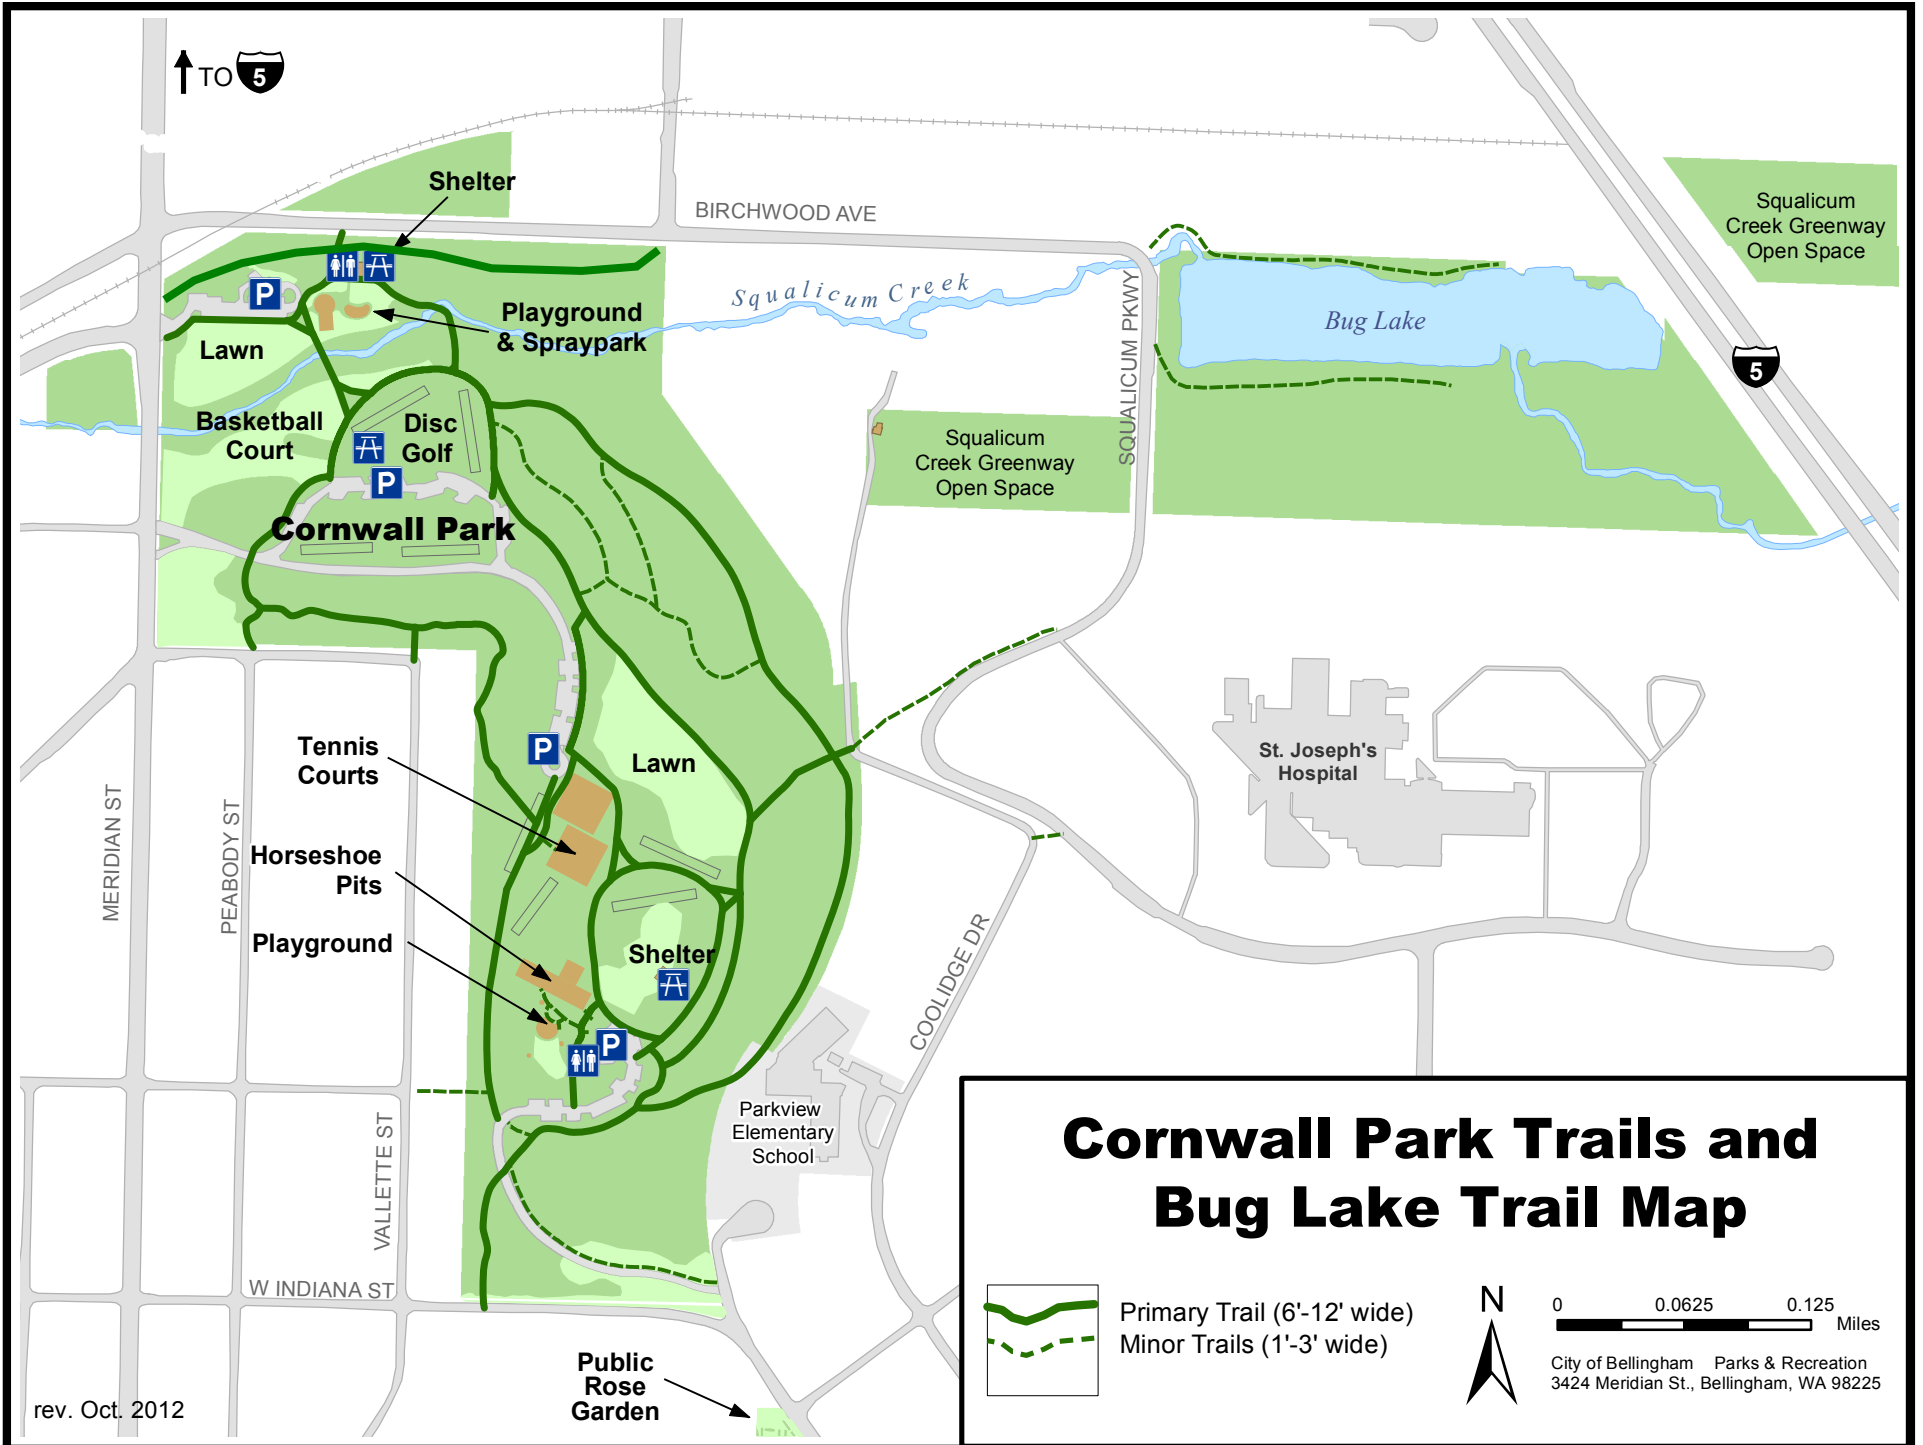 TO 5
Shelter
BIRCHWOOD AVE
Squalicum
Creek Greenway
Open Space
P
Squalicum Creek
Playground
& Spraypark
SQUALICUM PKWY
Bug Lake
5
Lawn
Basketball
Court
Disc
Golf
P
Squalicum
Creek Greenway
Open Space
Cornwall Park
Tennis
Courts
P
Lawn
St. Joseph's
Hospital
MERIDIAN ST
PEABODY ST
Horseshoe
Pits
Playground
Shelter
COOLIDGE DR
P
Parkview
Elementary
School
VALLETTE ST
W INDIANA ST
Public
Rose
Garden
rev. Oct. 2012
Cornwall Park Trails and
Bug Lake Trail Map
Primary Trail (6'-12' wide)
Minor Trails (1'-3' wide)
N
0 0.0625 0.125
Miles
City of Bellingham Parks & Recreation
3424 Meridian St., Bellingham, WA 98225